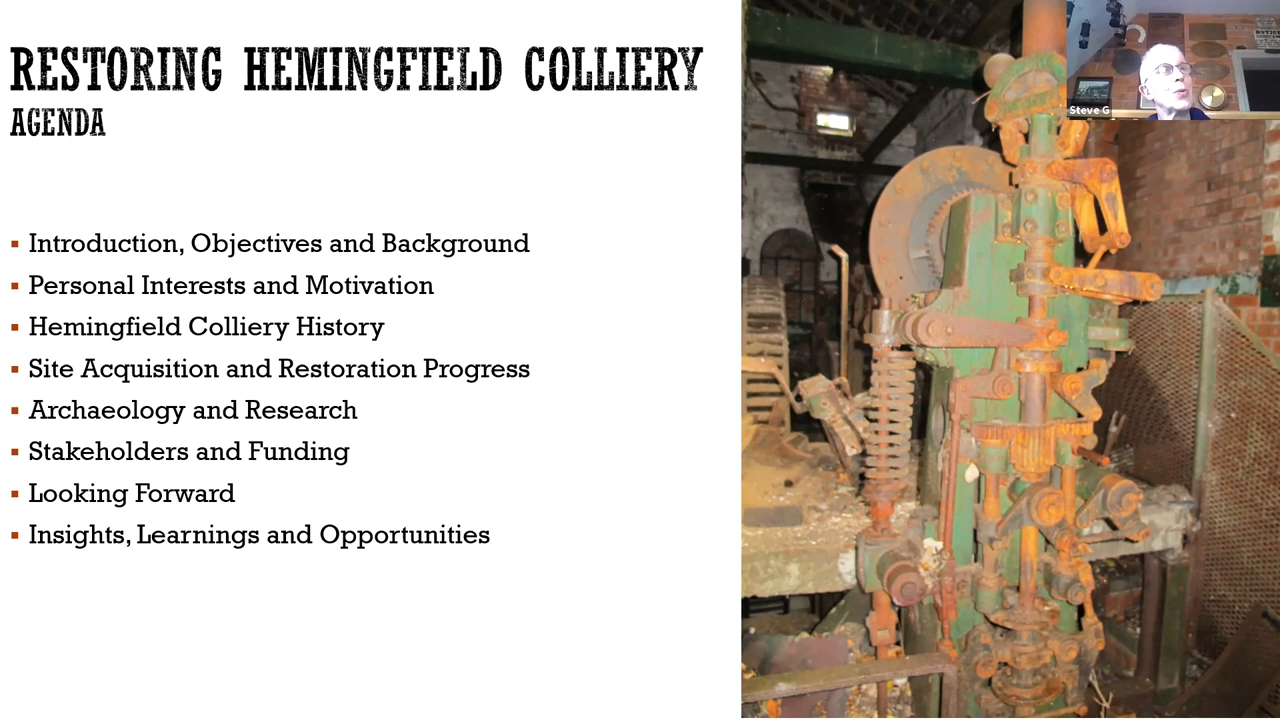 RESTORING HEMINGFIELD COLLIERY
AGENDA
Introduction, Objectives and Background
Personal Interests and Motivation
Hemingfield Colliery History
Site Acquisition and Restoration Progress
Archaeology and Research
Stakeholders and Funding
Looking Forward
Insights, Learnings and Opportunities
Steve G
NOTICE